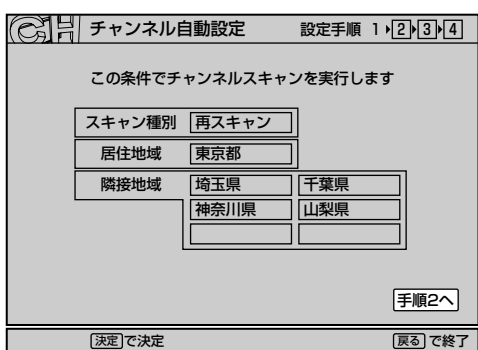 CH チャンネル自動設定 設定手順 1 2 3 4
この条件でチャンネルスキャンを実行します
スキャン種別 再スキャン
居住地域 東京都
隣接地域 埼玉県 千葉県
神奈川県 山梨県
手順2へ
決定で決定 戻るで終了